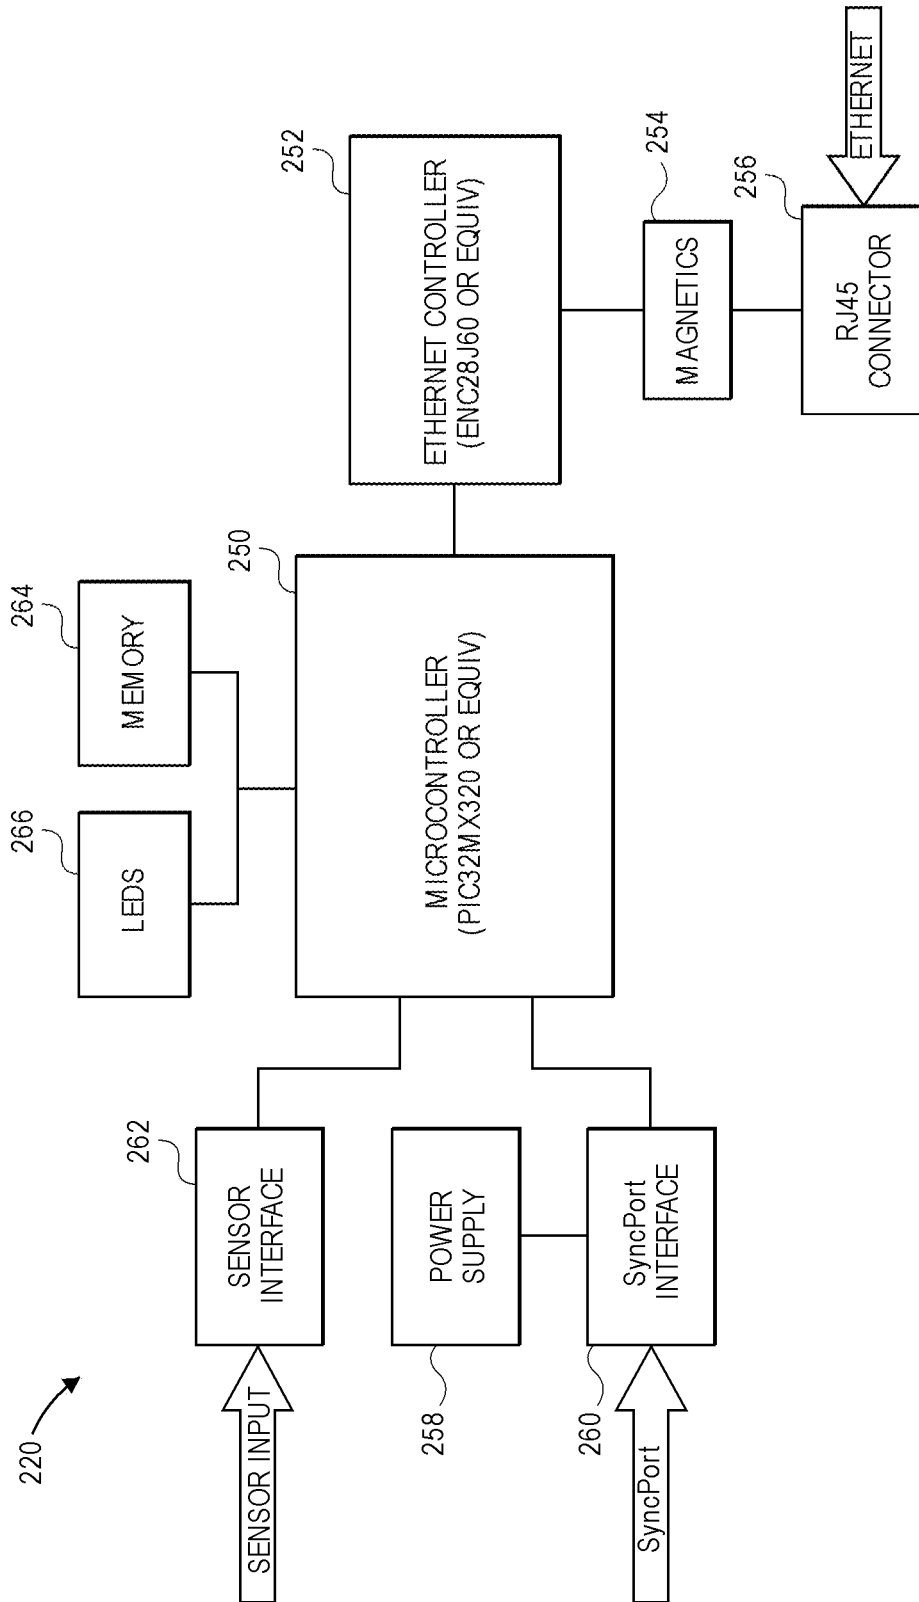 220
SENSOR INPUT
262
SENSOR
INTERFACE
258
POWER
SUPPLY
SyncPort
260
SyncPort
INTERFACE
266
LEDS
264
MEMORY
250
MICROCONTROLLER
(PIC32MX320 OR EQUIV)
252
ETHERNET CONTROLLER
(ENC28J60 OR EQUIV)
254
MAGNETICS
256
RJ45
CONNECTOR
ETHERNET